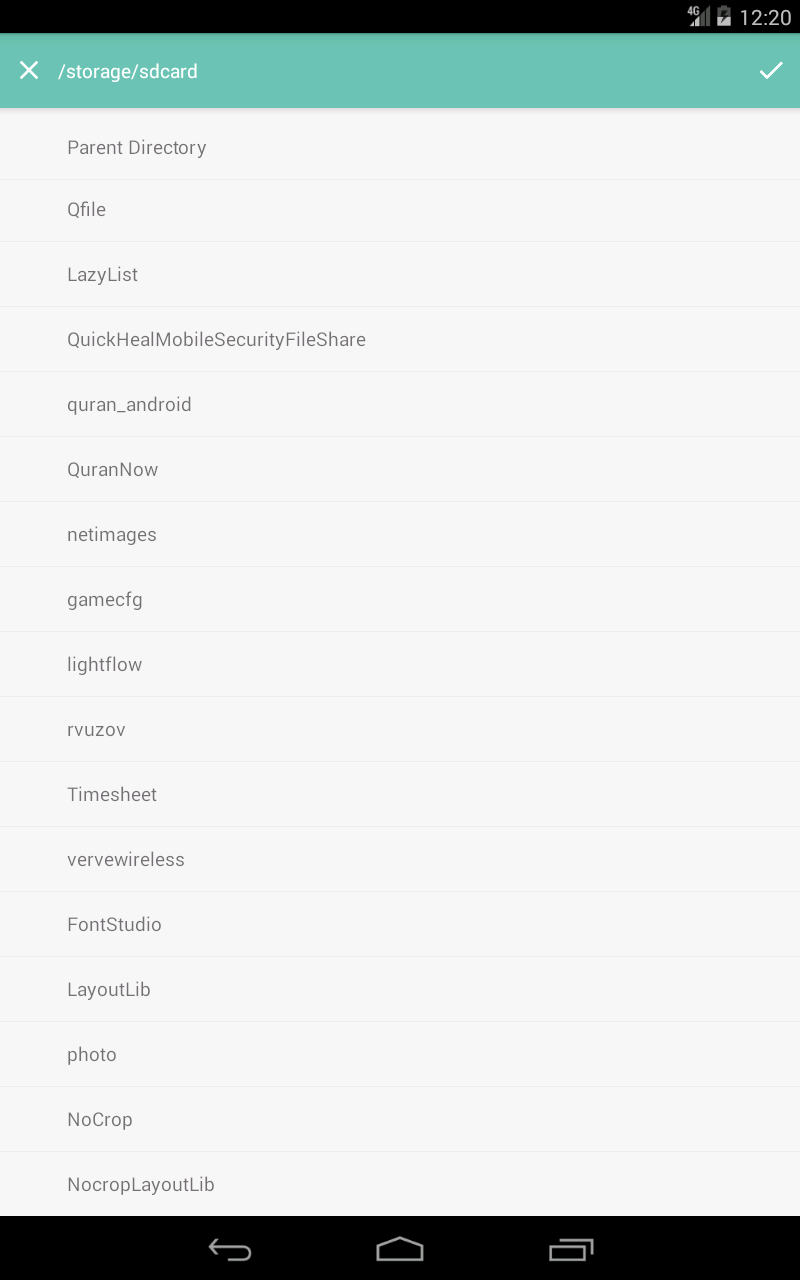 4G 12:20
/storage/sdcard
Parent Directory
Qfile
LazyList
QuickHealMobileSecurityFileShare
quran_android
QuranNow
netimages
gamecfg
lightflow
rvuzov
Timesheet
vervewireless
FontStudio
LayoutLib
photo
NoCrop
NocropLayoutLib